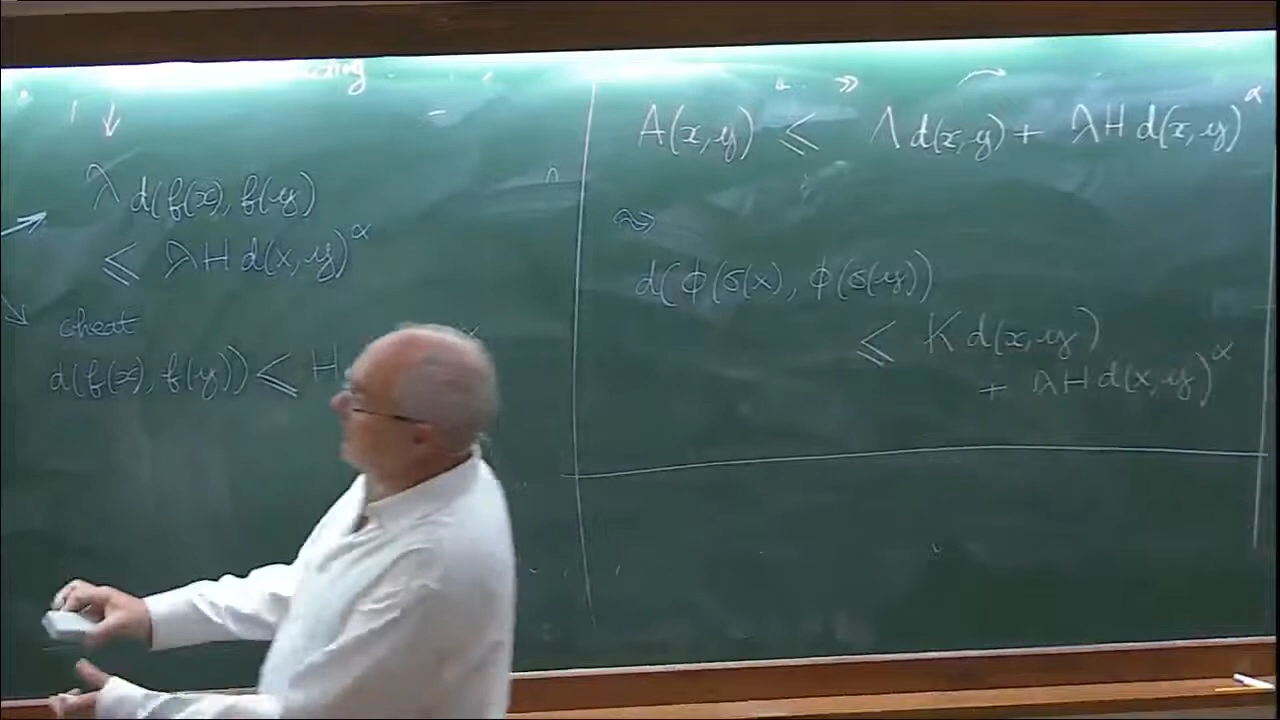 λ d(f(x), f(y))
≤ λH d(x,y)^α
cheat
d(f(x), f(y)) ≤ H
A(x,y) ≤ Λ d(x,y) + λH d(x,y)^α
⇝
d(ϕ(σ(x), ϕ(σ(y))
≤ K d(x,y)
+ λH d(x,y)^α